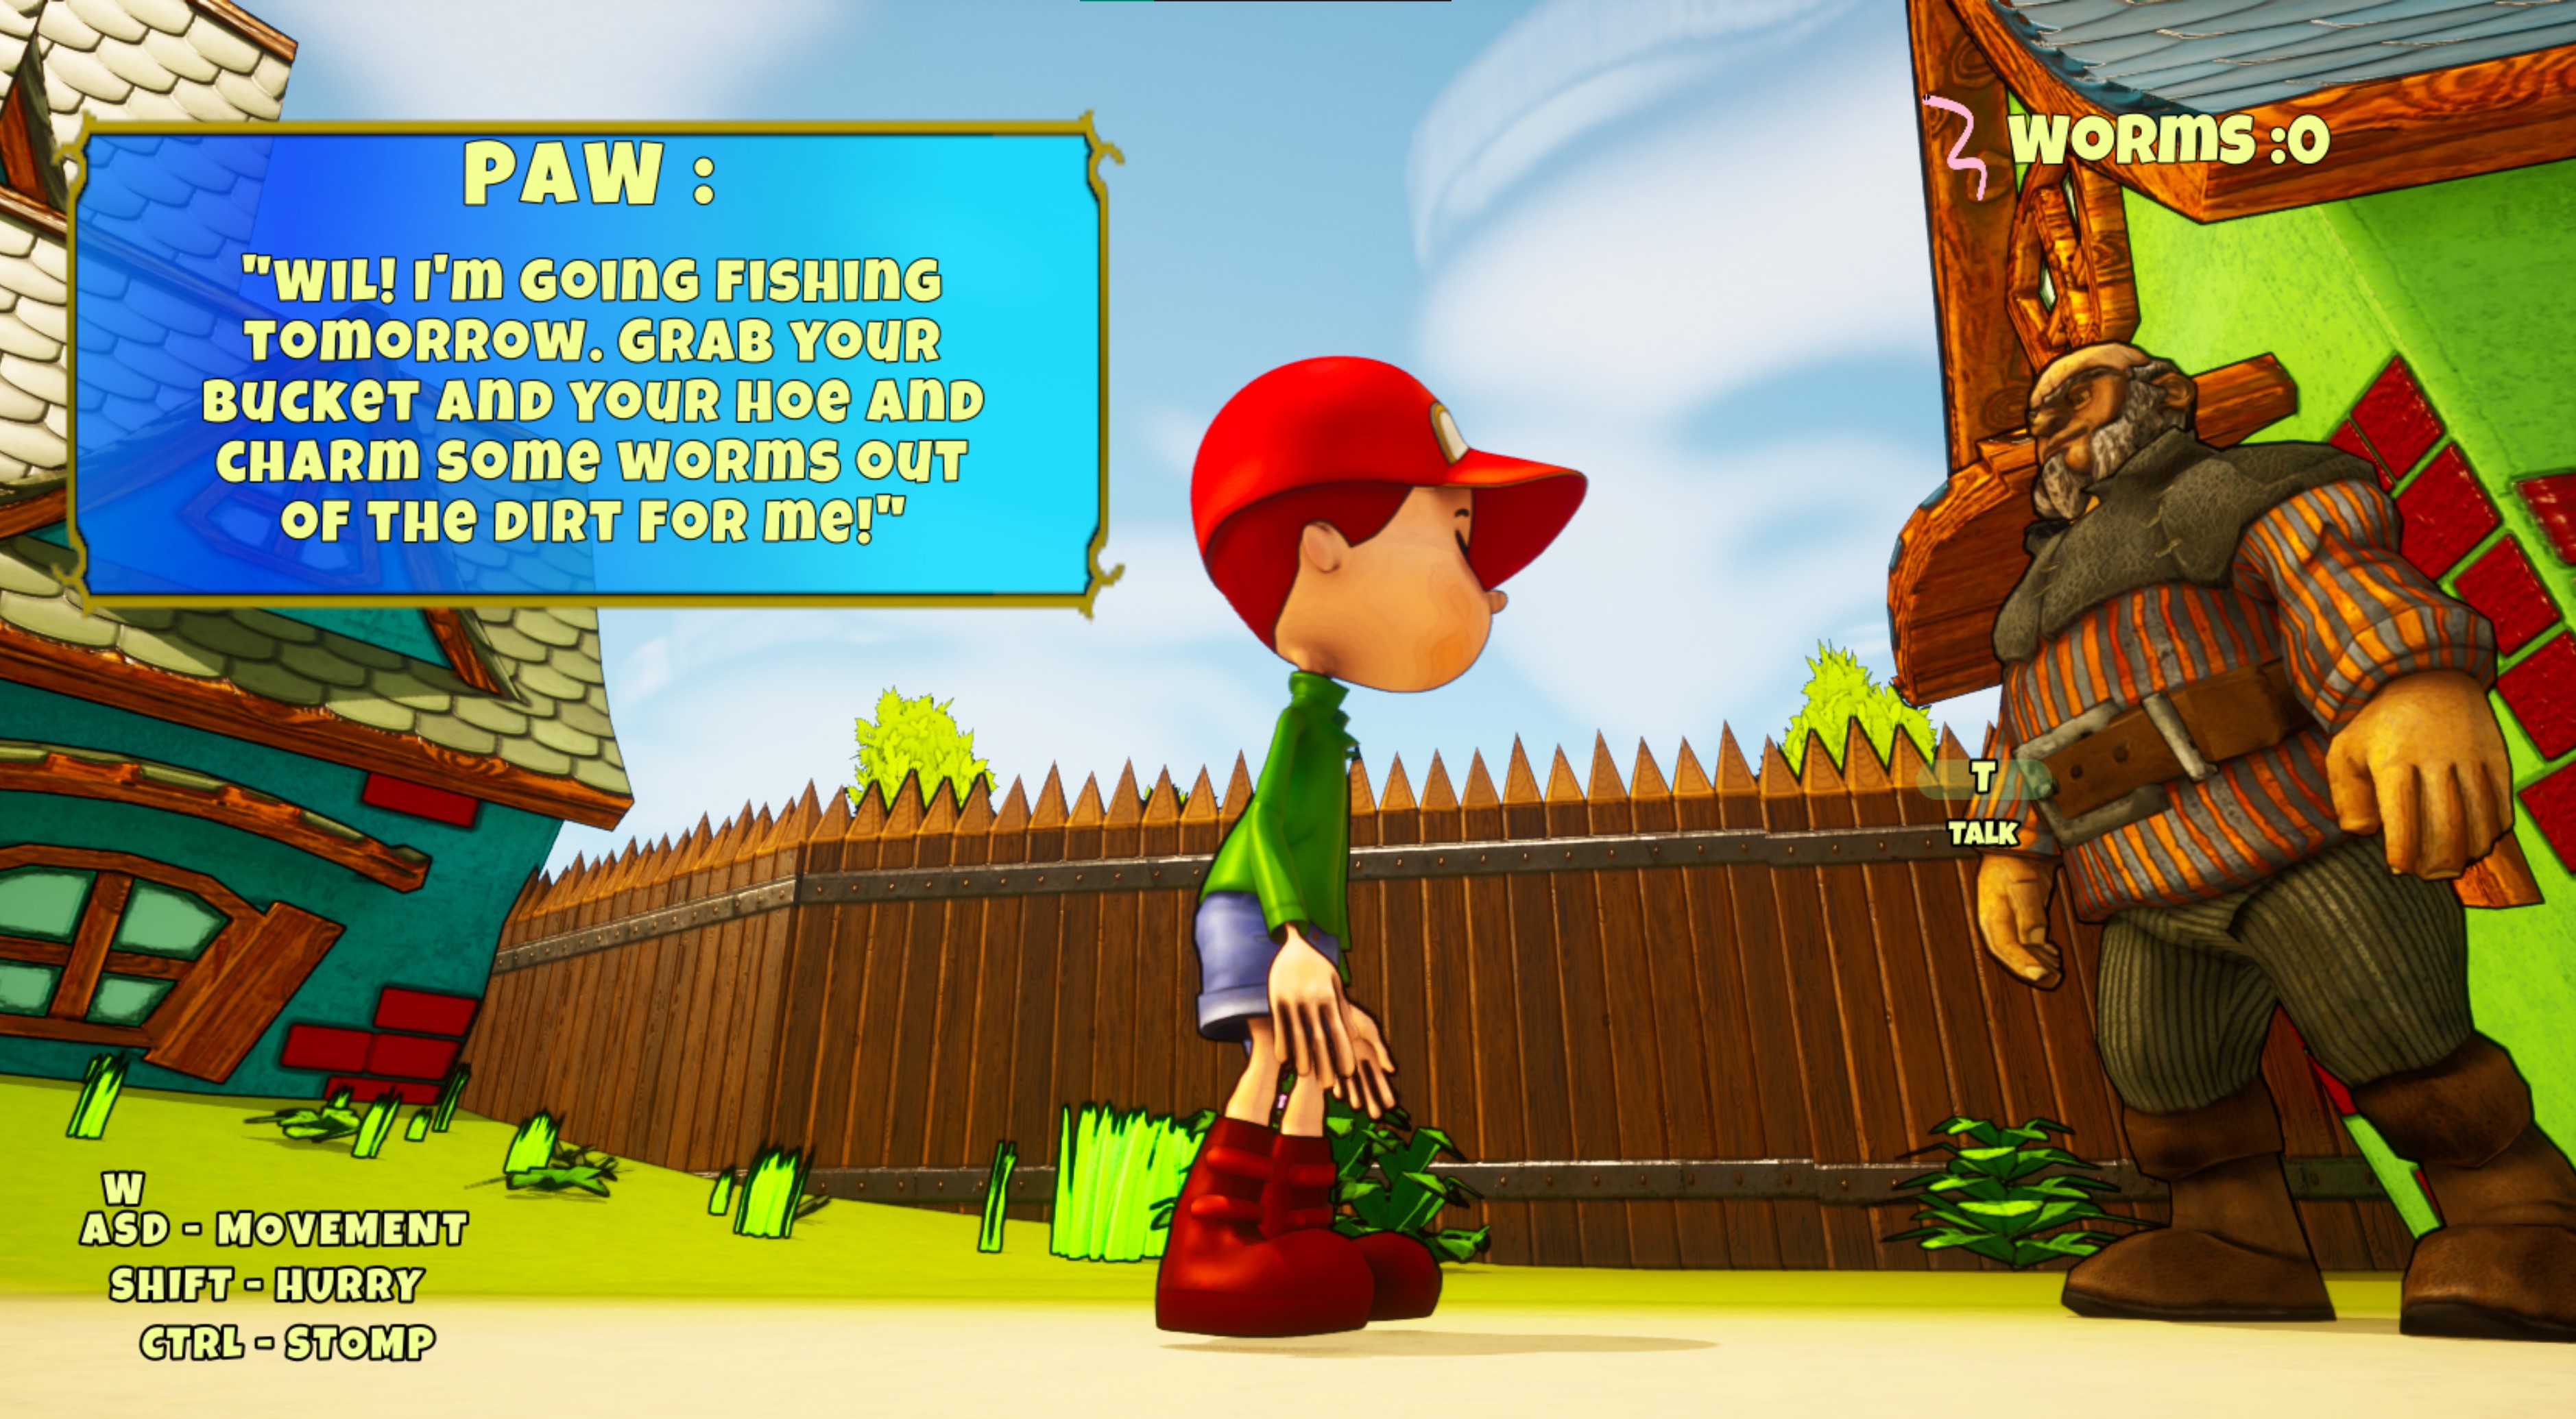 PAW :
"WIL! I'm GOING FISHING
TOMORROW. GRAB YOUR
BUCKET AND YOUR HOE AND
CHARM SOME WORMS OUT
OF THE DIRT FOR me!"
WORMS :0
T
TALK
W
ASD - MOVEMENT
SHIFT - HURRY
CTRL - STOMP